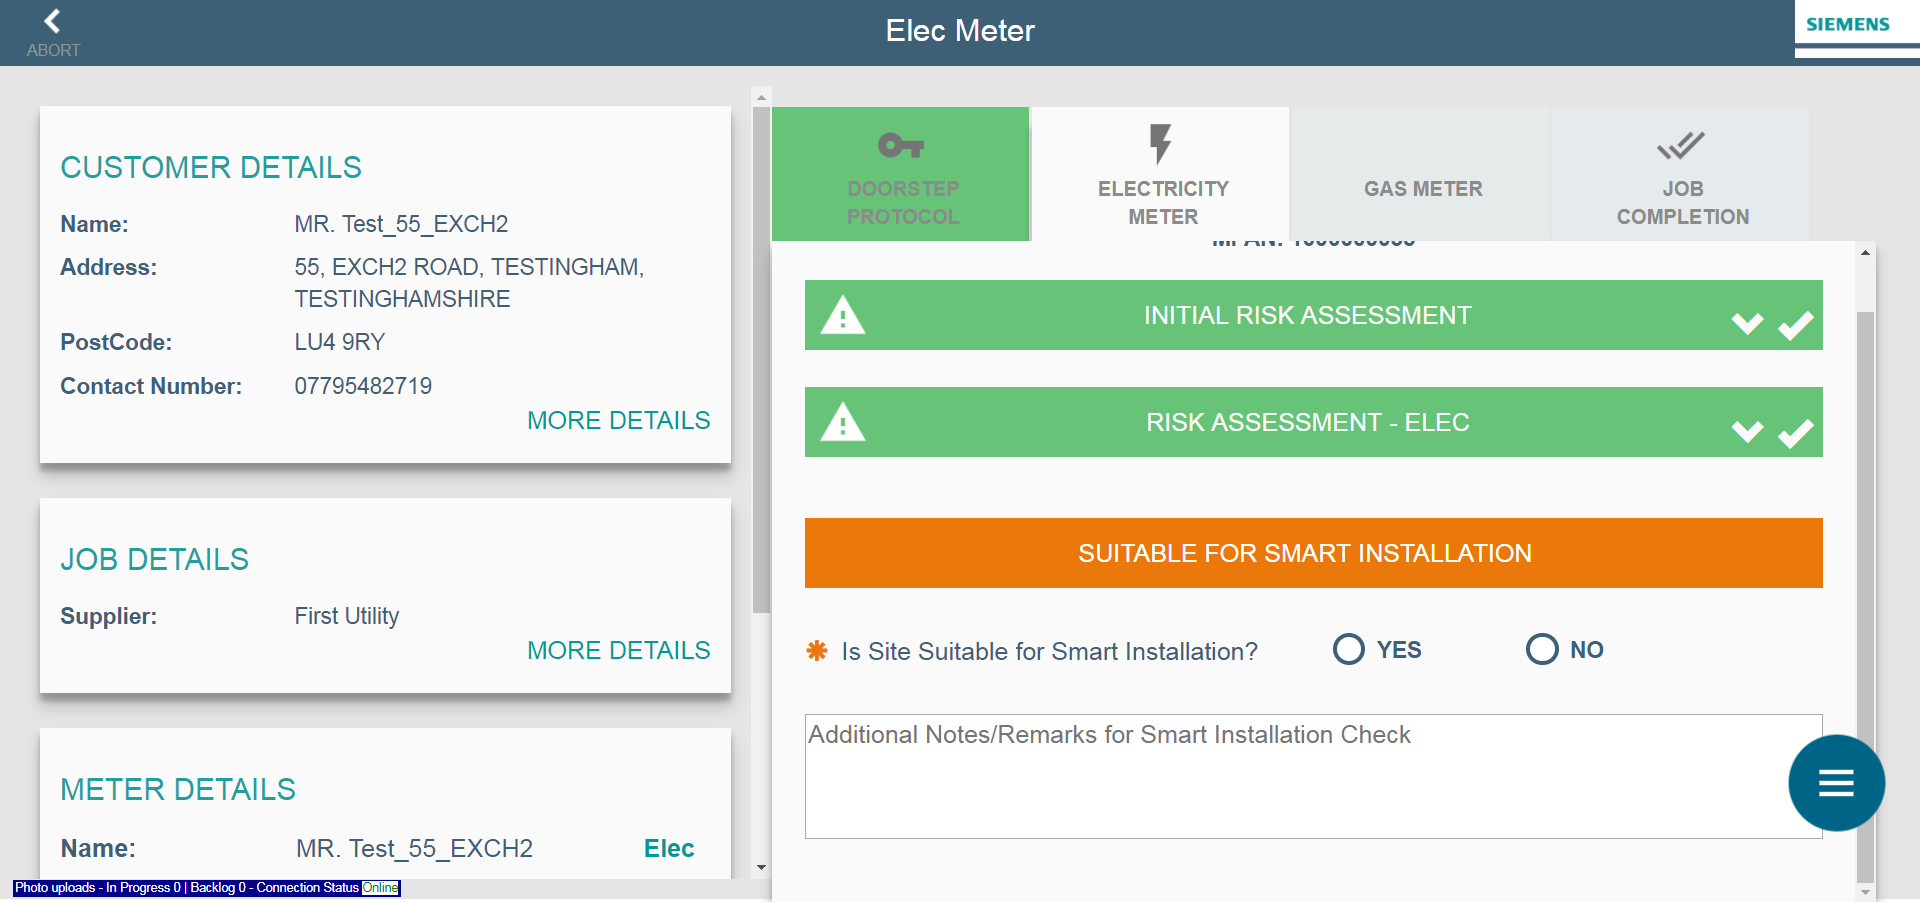 ABORT
Elec Meter
SIEMENS
CUSTOMER DETAILS
Name: MR. Test_55_EXCH2
Address: 55, EXCH2 ROAD, TESTINGHAM,
TESTINGHAMSHIRE
PostCode: LU4 9RY
Contact Number: 07795482719
MORE DETAILS
JOB DETAILS
Supplier: First Utility
MORE DETAILS
METER DETAILS
Name: MR. Test_55_EXCH2 Elec
Photo uploads - In Progress 0 | Backlog 0 - Connection Status Online
DOORSTEP
PROTOCOL
ELECTRICITY
METER
GAS METER
JOB
COMPLETION
INITIAL RISK ASSESSMENT
RISK ASSESSMENT - ELEC
SUITABLE FOR SMART INSTALLATION
✱ Is Site Suitable for Smart Installation? YES NO
Additional Notes/Remarks for Smart Installation Check